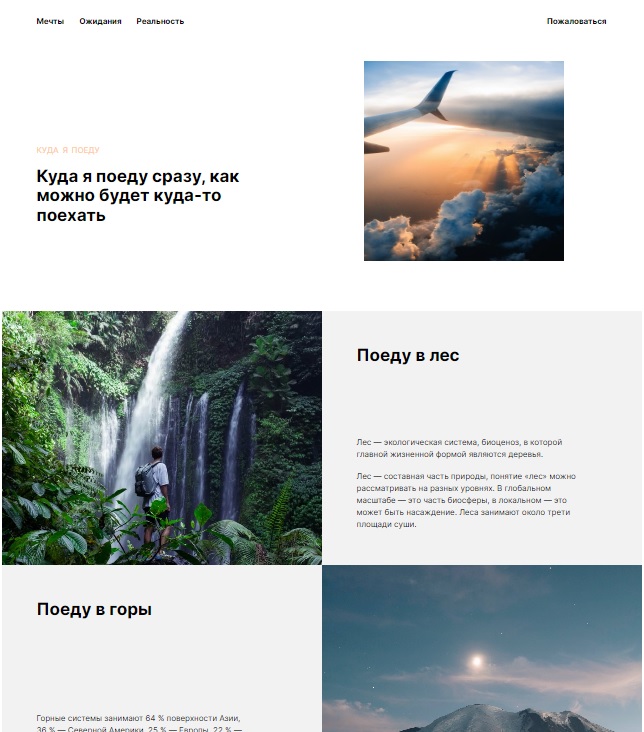 Мечты Ожидания Реальность Пожаловаться
КУДА Я ПОЕДУ
Куда я поеду сразу, как
можно будет куда-то
поехать
Поеду в лес
Лес — экологическая система, биоценоз, в которой
главной жизненной формой являются деревья.
Лес — составная часть природы, понятие «лес» можно
рассматривать на разных уровнях. В глобальном
масштабе — это часть биосферы, в локальном — это
может быть насаждение. Леса занимают около трети
площади суши.
Поеду в горы
Горные системы занимают 64 % поверхности Азии,
36 % — Северной Америки, 25 % — Европы, 22 % —